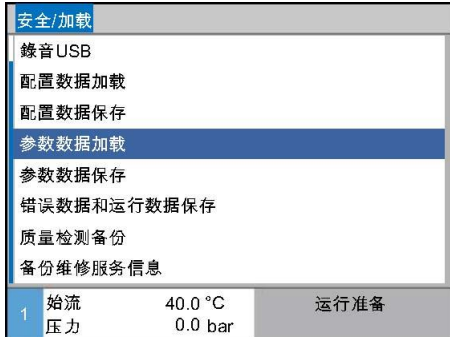 安全/加载
錄音USB
配置数据加载
配置数据保存
参数数据加载
参数数据保存
错误数据和运行数据保存
质量检测备份
备份维修服务信息
1 始流 40.0 °C 运行准备
压力 0.0 bar